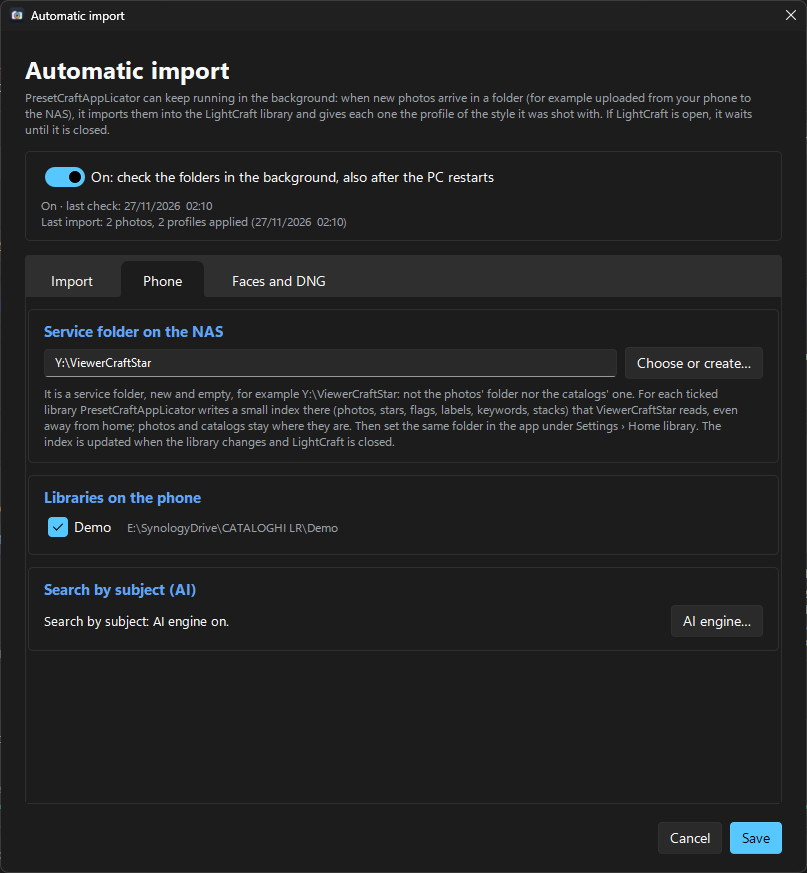 Automatic import
Automatic import
PresetCraftAppLicator can keep running in the background: when new photos arrive in a folder (for example uploaded from your phone to
the NAS), it imports them into the LightCraft library and gives each one the profile of the style it was shot with. If LightCraft is open, it waits
until it is closed.
On: check the folders in the background, also after the PC restarts
On · last check: 27/11/2026 02:10
Last import: 2 photos, 2 profiles applied (27/11/2026 02:10)
Import Phone Faces and DNG
Service folder on the NAS
Y:\ViewerCraftStar Choose or create...
It is a service folder, new and empty, for example Y:\ViewerCraftStar: not the photos' folder nor the catalogs' one. For each ticked
library PresetCraftAppLicator writes a small index there (photos, stars, flags, labels, keywords, stacks) that ViewerCraftStar reads, even
away from home; photos and catalogs stay where they are. Then set the same folder in the app under Settings › Home library. The
index is updated when the library changes and LightCraft is closed.
Libraries on the phone
Demo E:\SynologyDrive\CATALOGHI LR\Demo
Search by subject (AI)
Search by subject: AI engine on. AI engine...
Cancel Save